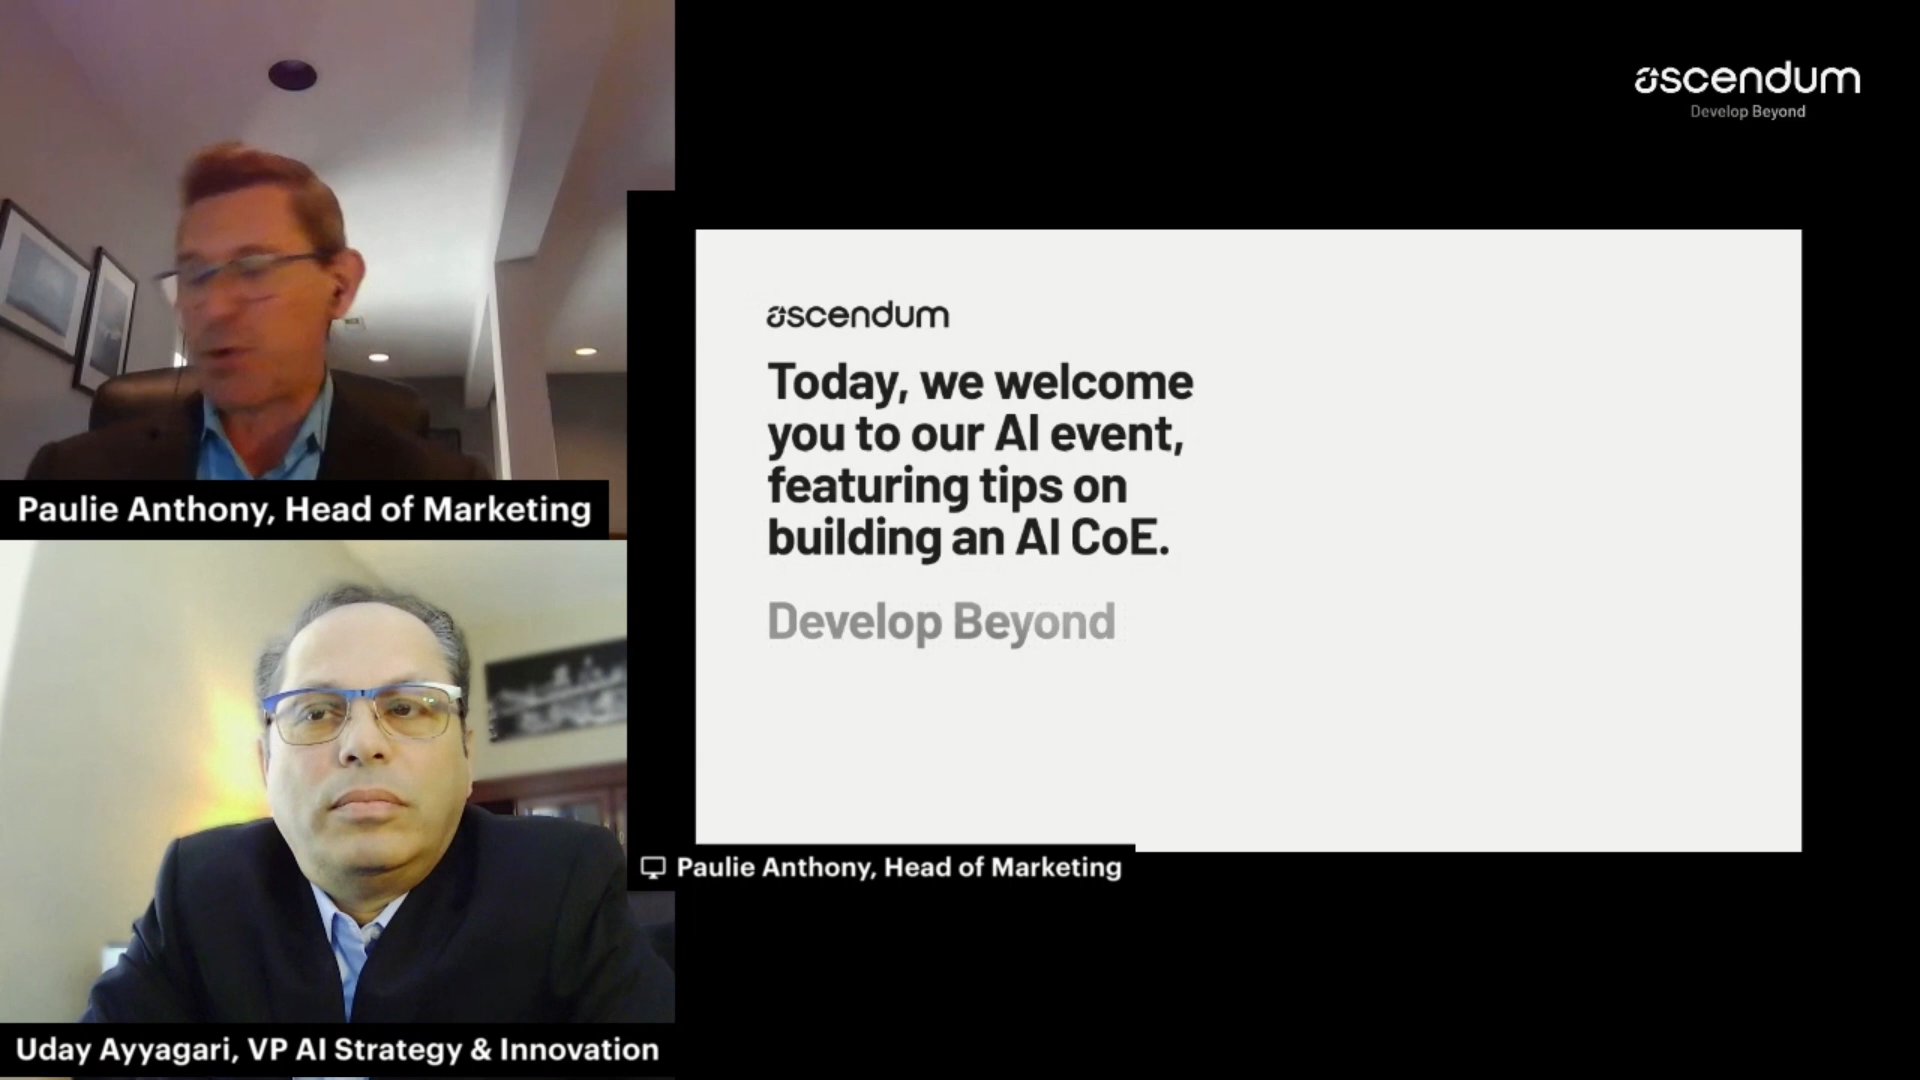 Paulie Anthony, Head of Marketing
Uday Ayyagari, VP AI Strategy & Innovation
ascendum
Develop Beyond
ascendum
Today, we welcome
you to our AI event,
featuring tips on
building an AI CoE.
Develop Beyond
Paulie Anthony, Head of Marketing